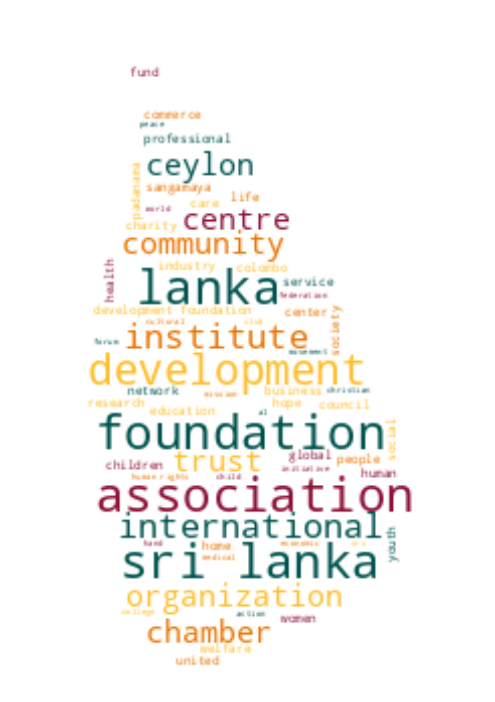 fund
commerce
peace
professional
ceylon
padanama
sangamaya
life
care
world
centre
charity
community
health
industry
colombo
lanka
service
federation
development foundation
center
society
cultural
club
institute
forum
movement
development
network
mission
business
christian
research
hope
council
education
al
foundation
social
trust
global
people
children
initiative
human
human rights
child
association
international
youth
hand
home
economic
sri
medical
sri lanka
organization
college
action
women
chamber
welfare
united